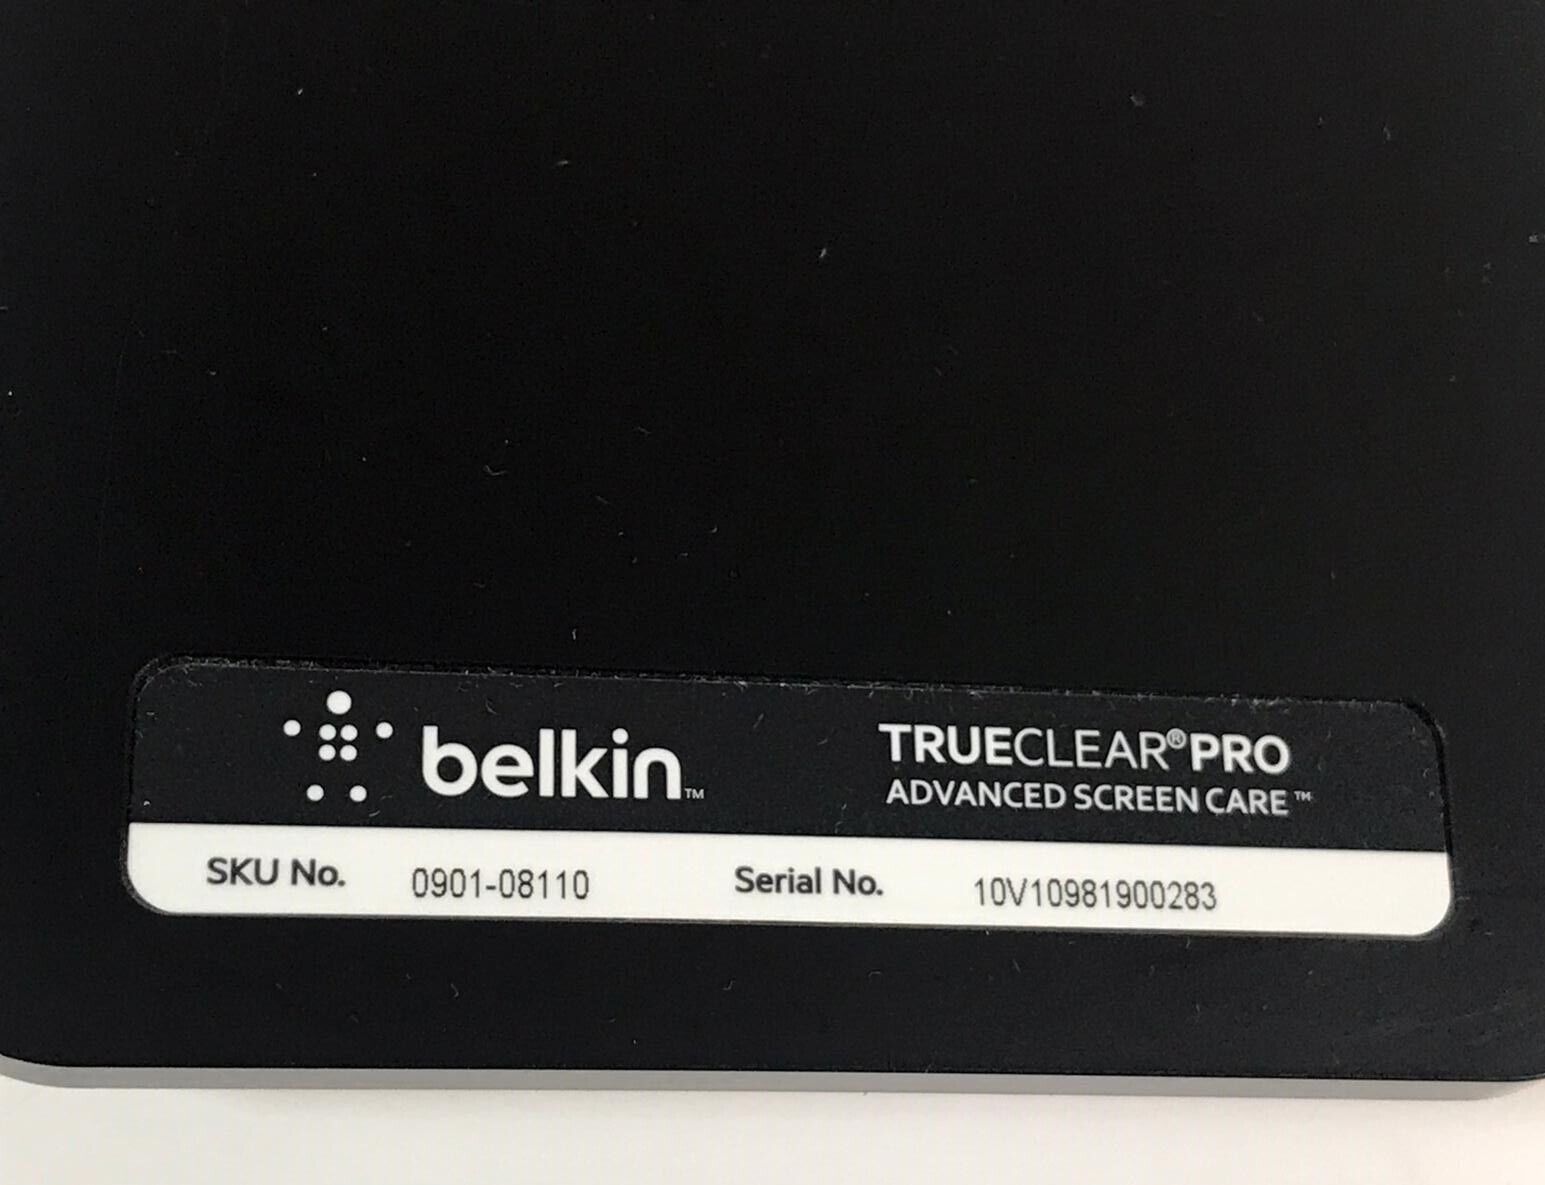 belkin™
TRUECLEAR®PRO
ADVANCED SCREEN CARE™
SKU No. 0901-08110 Serial No. 10V10981900283